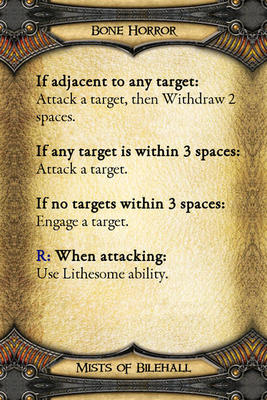 Bone Horror
If adjacent to any target:
Attack a target, then Withdraw 2
spaces.
If any target is within 3 spaces:
Attack a target.
If no targets within 3 spaces:
Engage a target.
R: When attacking:
Use Lithesome ability.
Mists of Bilehall